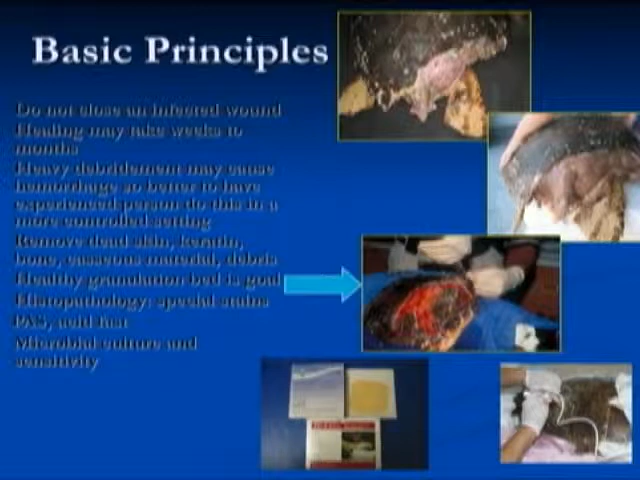 Basic Principles
Do not close an infected wound
Healing may take weeks to
months
Heavy debridement may cause
hemorrhage so better to have
experienced person do this in a
more controlled setting
Remove dead skin, keratin,
bone, caseous material, debris
Healthy granulation bed is goal
Histopathology: special stains
PAS, acid fast
Microbial culture and
sensitivity